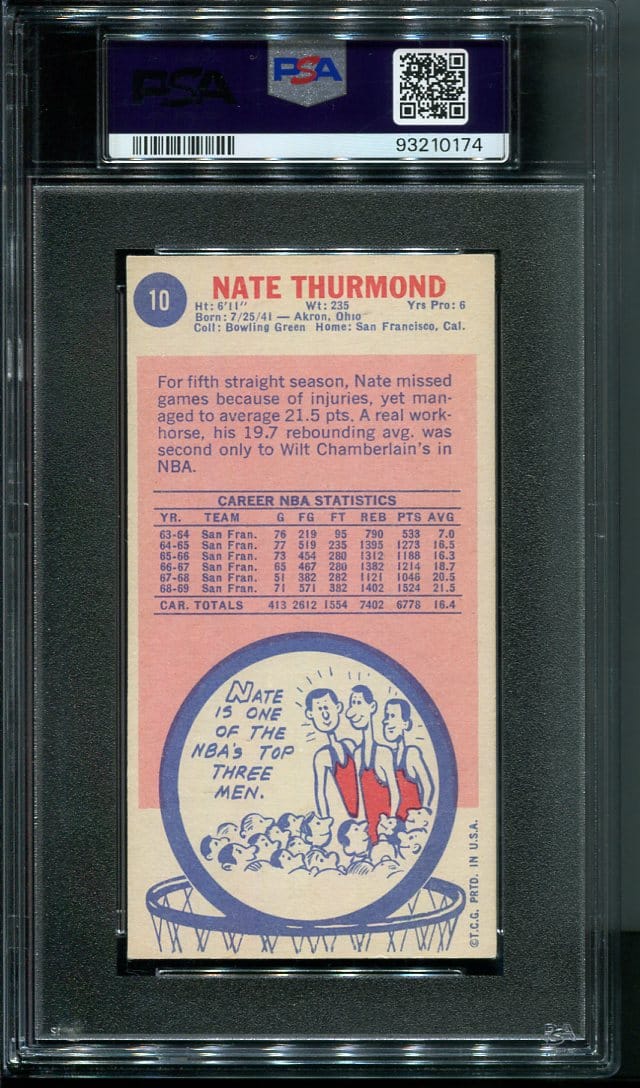 PSA
PSA
93210174
10
NATE THURMOND
Ht: 6'11" Wt: 235 Yrs Pro: 6
Born: 7/25/41 — Akron, Ohio
Coll: Bowling Green Home: San Francisco, Cal.
For fifth straight season, Nate missed
games because of injuries, yet man-
aged to average 21.5 pts. A real work-
horse, his 19.7 rebounding avg. was
second only to Wilt Chamberlain's in
NBA.
CAREER NBA STATISTICS
YR. TEAM G FG FT REB PTS AVG
63-64 San Fran. 76 219 95 790 533 7.0
64-65 San Fran. 77 519 235 1395 1273 16.5
65-66 San Fran. 73 454 280 1312 1188 16.3
66-67 San Fran. 65 467 280 1382 1214 18.7
67-68 San Fran. 51 382 282 1121 1046 20.5
68-69 San Fran. 71 571 382 1402 1524 21.5
CAR. TOTALS 413 2612 1554 7402 6778 16.4
NATE
IS ONE
OF THE
NBA'S TOP
THREE
MEN.
©T.C.G. PRTD. IN U.S.A.
PSA